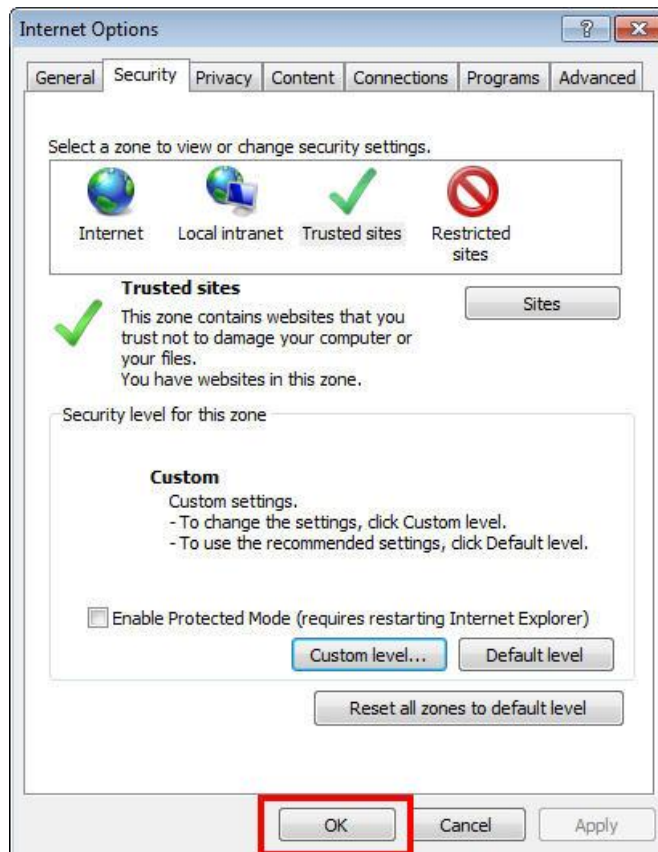 Internet Options
General Security Privacy Content Connections Programs Advanced
Select a zone to view or change security settings.
Internet Local intranet Trusted sites Restricted sites
Trusted sites
Sites
This zone contains websites that you
trust not to damage your computer or
your files.
You have websites in this zone.
Security level for this zone
Custom
Custom settings.
- To change the settings, click Custom level.
- To use the recommended settings, click Default level.
Enable Protected Mode (requires restarting Internet Explorer)
Custom level... Default level
Reset all zones to default level
OK Cancel Apply